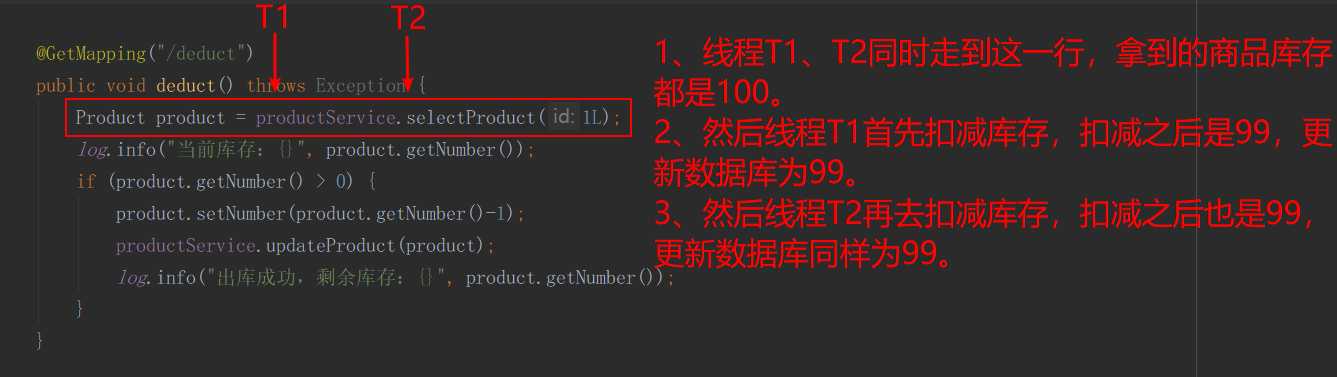 T1
T2
@GetMapping("/deduct")
public void deduct() throws Exception {
Product product = productService.selectProduct( id: 1L);
log.info("当前库存：{}", product.getNumber());
if (product.getNumber() > 0) {
product.setNumber(product.getNumber()-1);
productService.updateProduct(product);
log.info("出库成功，剩余库存：{}", product.getNumber());
}
}
1、线程T1、T2同时走到这一行，拿到的商品库存
都是100。
2、然后线程T1首先扣减库存，扣减之后是99，更
新数据库为99。
3、然后线程T2再去扣减库存，扣减之后也是99，
更新数据库同样为99。